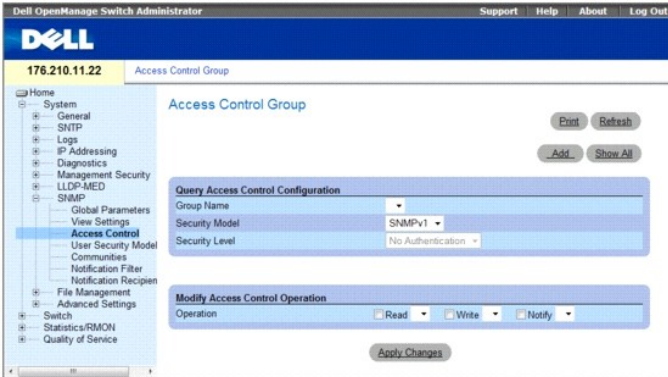 Dell OpenManage Switch Administrator
Support Help About Log Out
DELL
176.210.11.22
Access Control Group
Home
System
General
SNTP
Logs
IP Addressing
Diagnostics
Management Security
LLDP-MED
SNMP
Global Parameters
View Settings
Access Control
User Security Model
Communities
Notification Filter
Notification Recipien
File Management
Advanced Settings
Switch
Statistics/RMON
Quality of Service
Access Control Group
Print Refresh
Add Show All
Query Access Control Configuration
Group Name
Security Model SNMPv1
Security Level No Authentication
Modify Access Control Operation
Operation Read Write Notify
Apply Changes